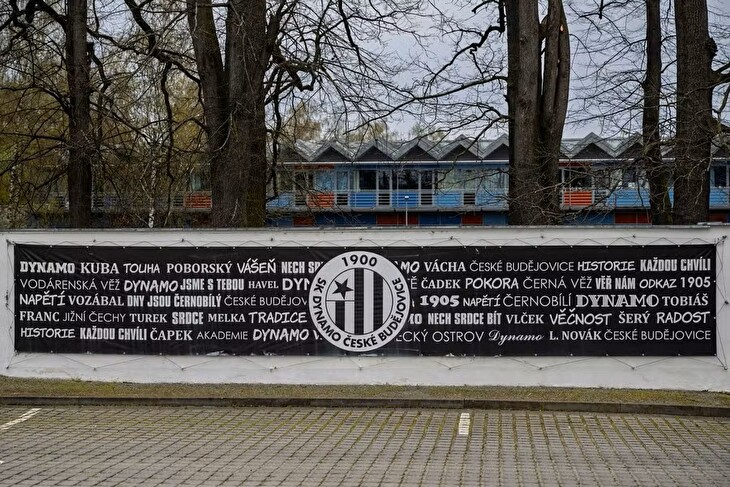 DYNAMO KUBA TOUHA POBORSKÝ VÁŠEŇ NECH VÁCHA ČESKÉ BUDĚJOVICE HISTORIE KAŽDOU CHVÍLI
VODÁRENSKÁ VĚŽ DYNAMO JSME S TEBOU HAVEL ČADEK POKORA ČERNÁ VĚŽ VĚŘ NÁM ODKAZ 1905
NAPĚTÍ VOZÁBAL DNY JSOU ČERNOBÍLÝ ČESKÉ 1905 NAPĚTÍ ČERNOBÍLÍ DYNAMO TOBIÁŠ
FRANC JIŽNÍ ČECHY TUREK SRDCE MELKA TRADICE NECH SRDCE BÍT VLČEK VĚČNOST ŠERÝ RADOST
HISTORIE KAŽDOU CHVÍLI ČAPEK AKADEMIE DYNAMO OSTROV Dynamo L. NOVÁK ČESKÉ BUDĚJOVICE
1900
SK DYNAMO ČESKÉ BUDĚJOVICE